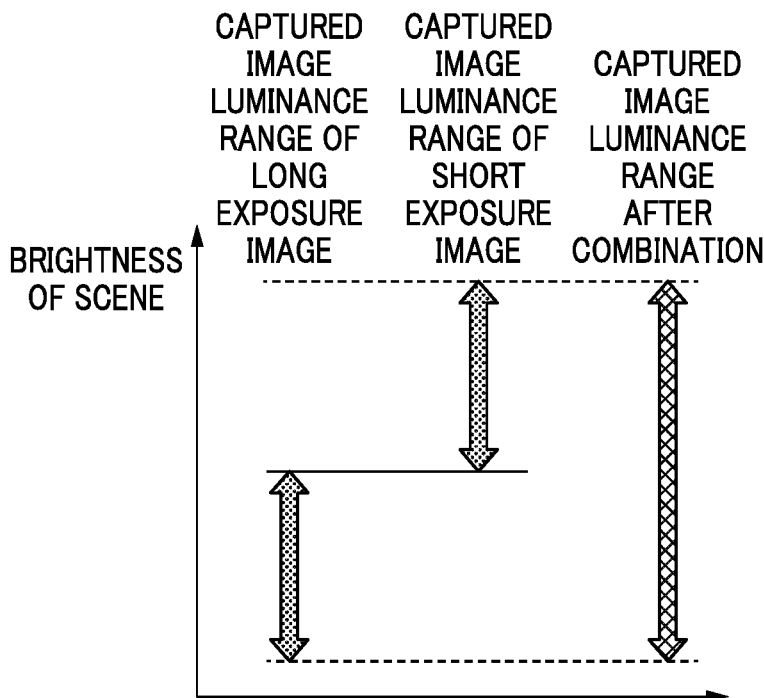 CAPTURED
IMAGE
LUMINANCE
RANGE OF
LONG
EXPOSURE
IMAGE
CAPTURED
IMAGE
LUMINANCE
RANGE OF
SHORT
EXPOSURE
IMAGE
CAPTURED
IMAGE
LUMINANCE
RANGE
AFTER
COMBINATION
BRIGHTNESS
OF SCENE